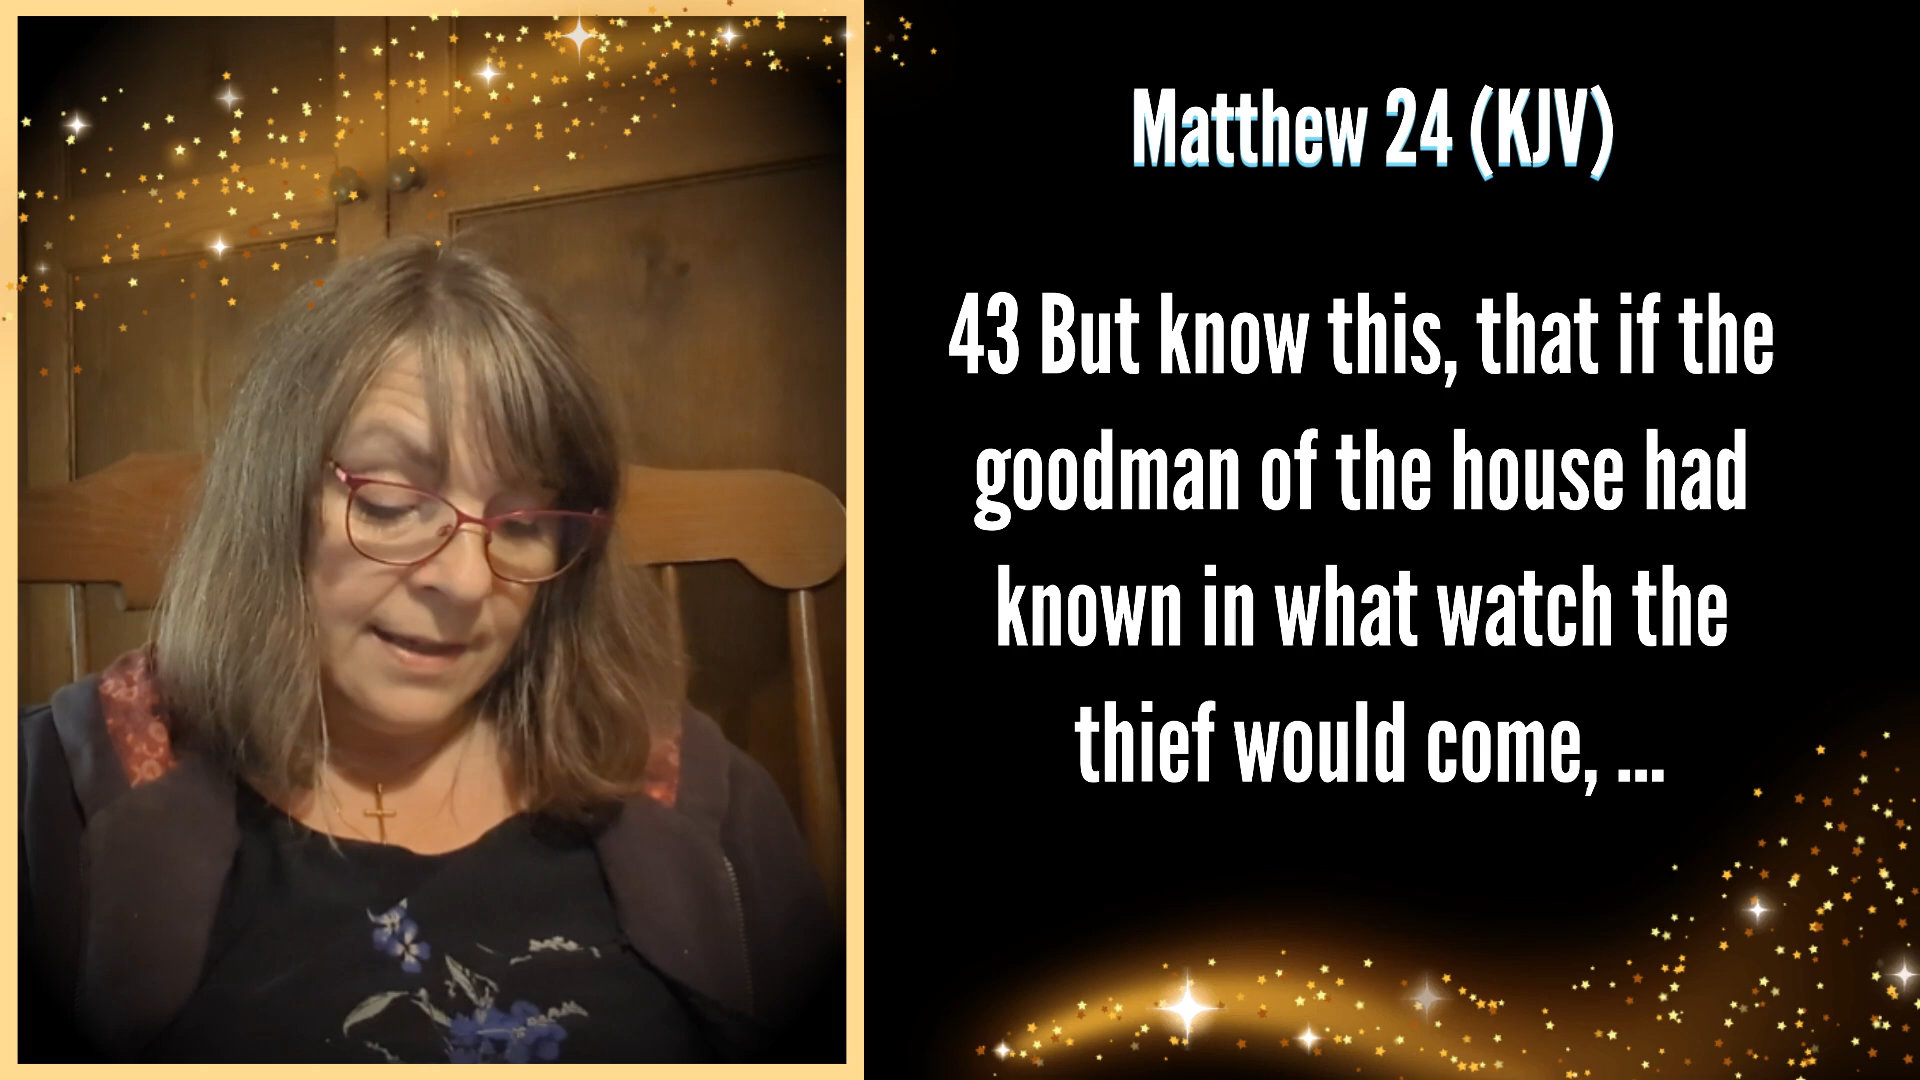 Matthew 24 (KJV)
43 But know this, that if the
goodman of the house had
known in what watch the
thief would come, ...